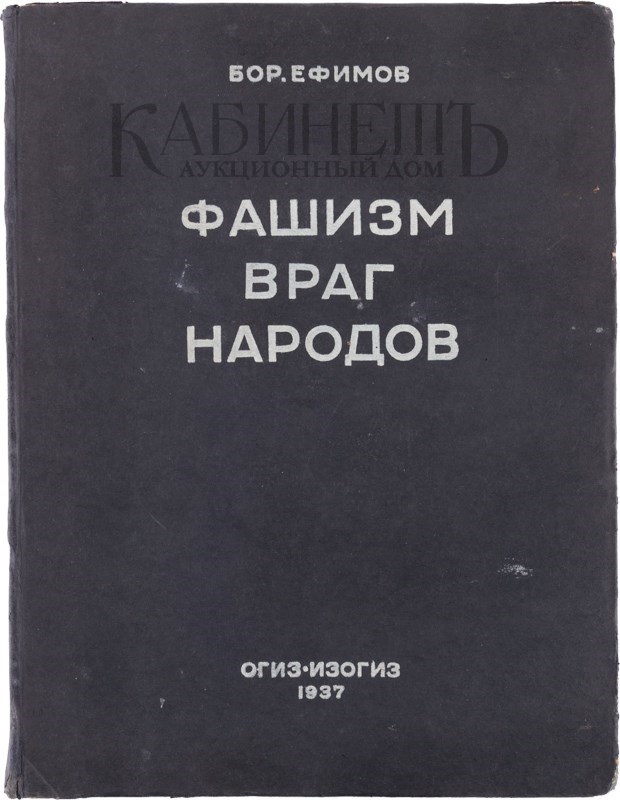 БОР. ЕФИМОВ
КАБИНЕТЪ
АУКЦИОННЫЙ ДОМ
ФАШИЗМ
ВРАГ
НАРОДОВ
ОГИЗ·ИЗОГИЗ
1937